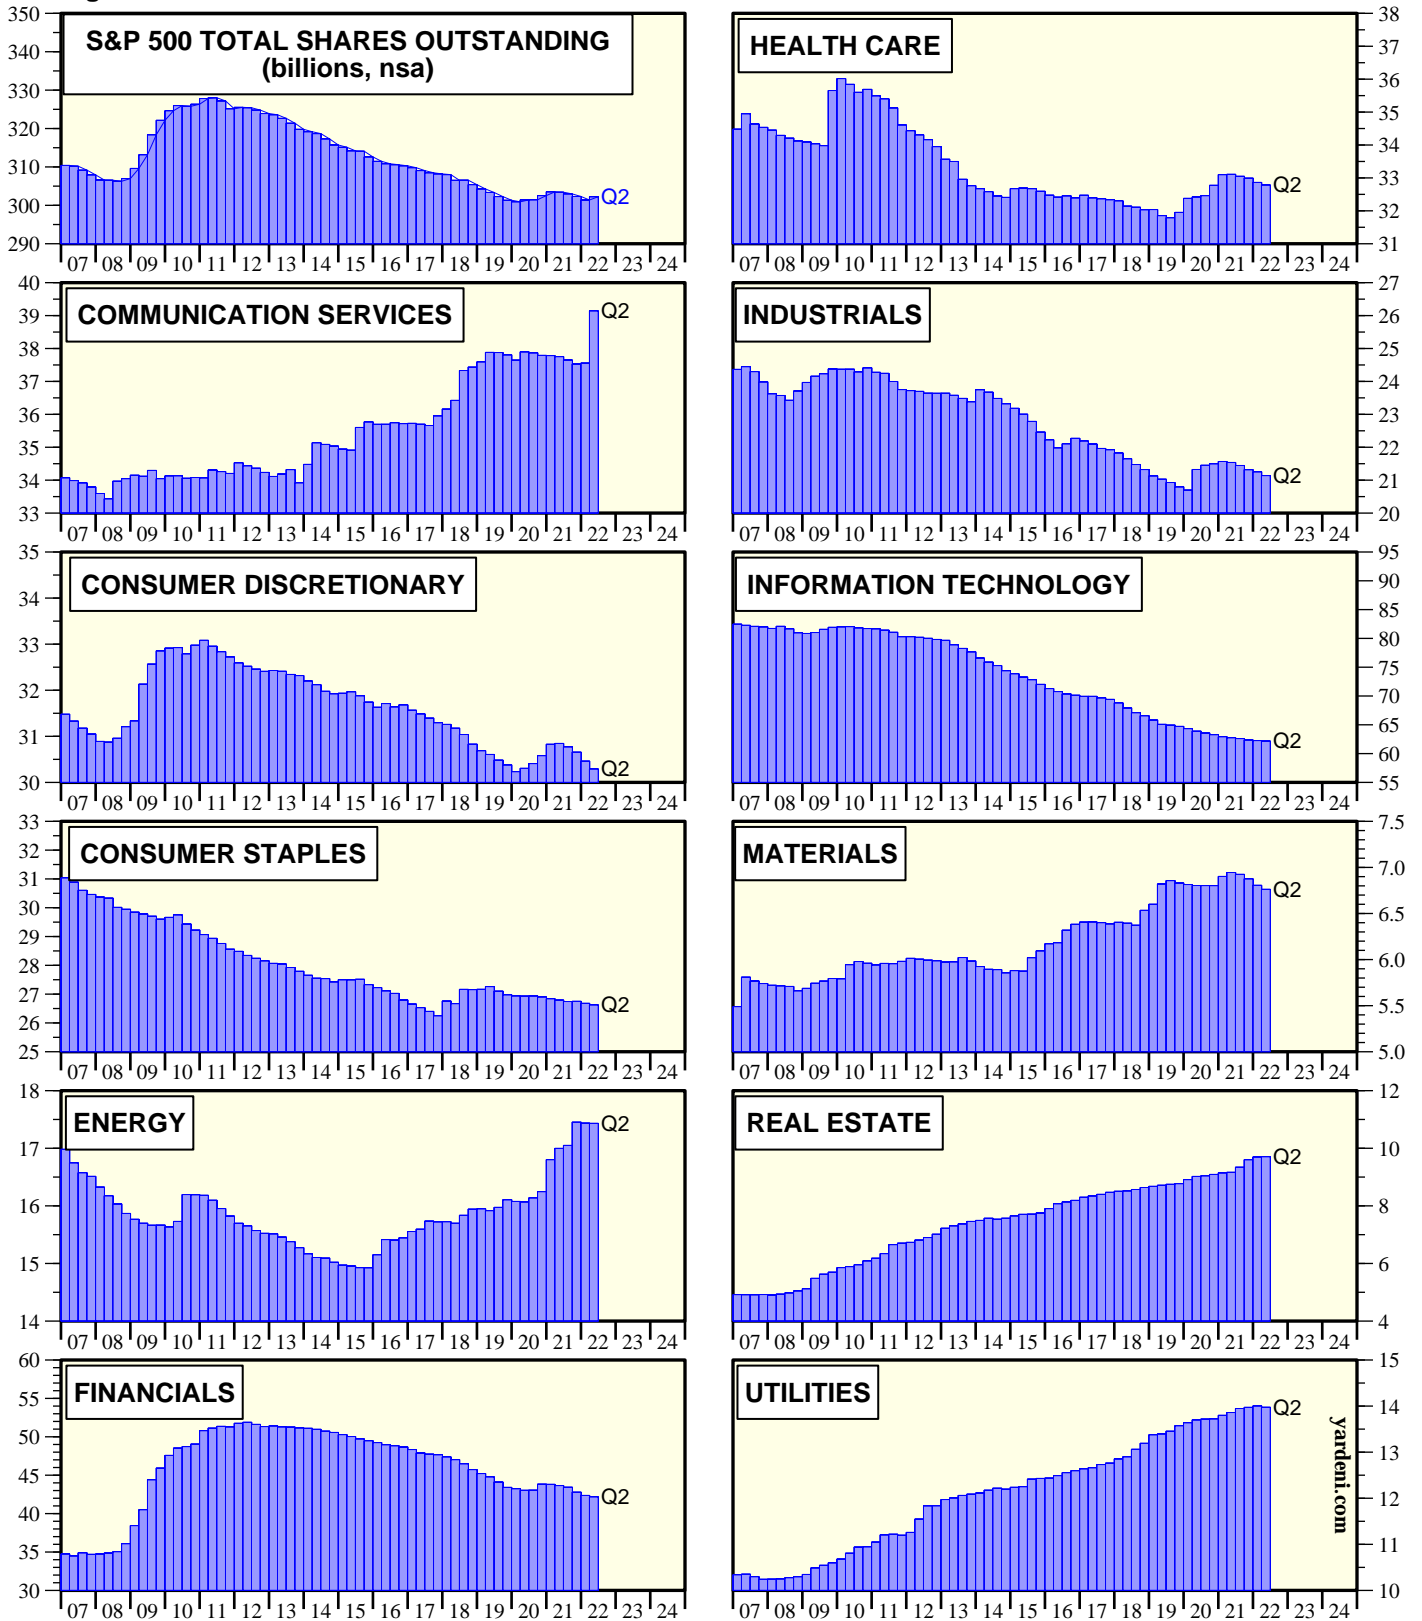 S&P 500 TOTAL SHARES OUTSTANDING
(billions, nsa)
350
340
330
320
310
300
290
Q2
07 08 09 10 11 12 13 14 15 16 17 18 19 20 21 22 23 24
HEALTH CARE
38
37
36
35
34
33
32
31
Q2
07 08 09 10 11 12 13 14 15 16 17 18 19 20 21 22 23 24
COMMUNICATION SERVICES
40
39
38
37
36
35
34
33
Q2
07 08 09 10 11 12 13 14 15 16 17 18 19 20 21 22 23 24
INDUSTRIALS
27
26
25
24
23
22
21
20
Q2
07 08 09 10 11 12 13 14 15 16 17 18 19 20 21 22 23 24
CONSUMER DISCRETIONARY
35
34
33
32
31
30
Q2
07 08 09 10 11 12 13 14 15 16 17 18 19 20 21 22 23 24
INFORMATION TECHNOLOGY
95
90
85
80
75
70
65
60
55
Q2
07 08 09 10 11 12 13 14 15 16 17 18 19 20 21 22 23 24
CONSUMER STAPLES
33
32
31
30
29
28
27
26
25
Q2
07 08 09 10 11 12 13 14 15 16 17 18 19 20 21 22 23 24
MATERIALS
7.5
7.0
6.5
6.0
5.5
5.0
Q2
07 08 09 10 11 12 13 14 15 16 17 18 19 20 21 22 23 24
ENERGY
18
17
16
15
14
Q2
07 08 09 10 11 12 13 14 15 16 17 18 19 20 21 22 23 24
REAL ESTATE
12
10
8
6
4
Q2
07 08 09 10 11 12 13 14 15 16 17 18 19 20 21 22 23 24
FINANCIALS
60
55
50
45
40
35
30
Q2
07 08 09 10 11 12 13 14 15 16 17 18 19 20 21 22 23 24
UTILITIES
15
14
13
12
11
10
Q2
07 08 09 10 11 12 13 14 15 16 17 18 19 20 21 22 23 24
yardeni.com